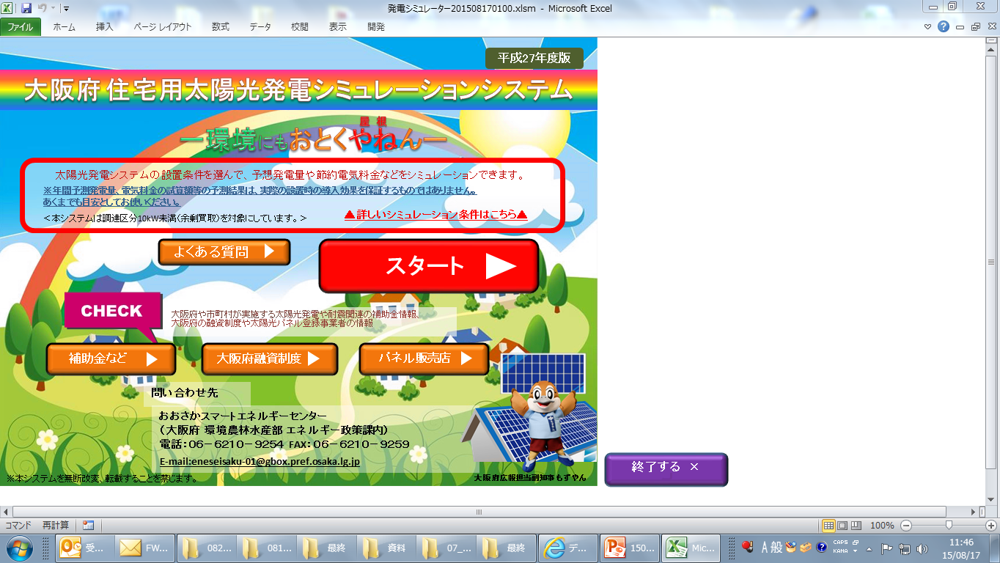 発電シミュレーター201508170100.xlsm - Microsoft Excel
ファイル ホーム 挿入 ページ レイアウト 数式 データ 校閲 表示 開発
平成27年度版
大阪府 住宅用太陽光発電シミュレーションシステム
屋根
ー環境にもおとくやねんー
太陽光発電システムの設置条件を選んで、予想発電量や節約電気料金などをシミュレーションできます。
※年間予測発電量、電気料金の試算額等の予測結果は、実際の設置時の導入効果を保証するものではありません。
あくまでも目安としてお使いください。
＜本システムは調達区分10kW未満(余剰買取)を対象にしています。＞
▲詳しいシミュレーション条件はこちら▲
よくある質問 ▶
スタート ▶
CHECK
大阪府や市町村が実施する太陽光発電や耐震関連の補助金情報、
大阪府の融資制度や太陽光パネル登録事業者の情報
補助金など ▶
大阪府融資制度 ▶
パネル販売店 ▶
問い合わせ先
おおさかスマートエネルギーセンター
（大阪府 環境農林水産部 エネルギー政策課内）
電話：06－6210－9254 FAX：06－6210－9259
E-mail:eneseisaku-01@gbox.pref.osaka.lg.jp
※本システムを無断改変、転載することを禁じます。
大阪府広報担当副知事 もずやん
終了する ×
コマンド 再計算
100%
受... FW... 082... 081... 最終 資料 07_... 最終 デ... 150... Mic...
A 般 CAPS KANA
11:46
15/08/17